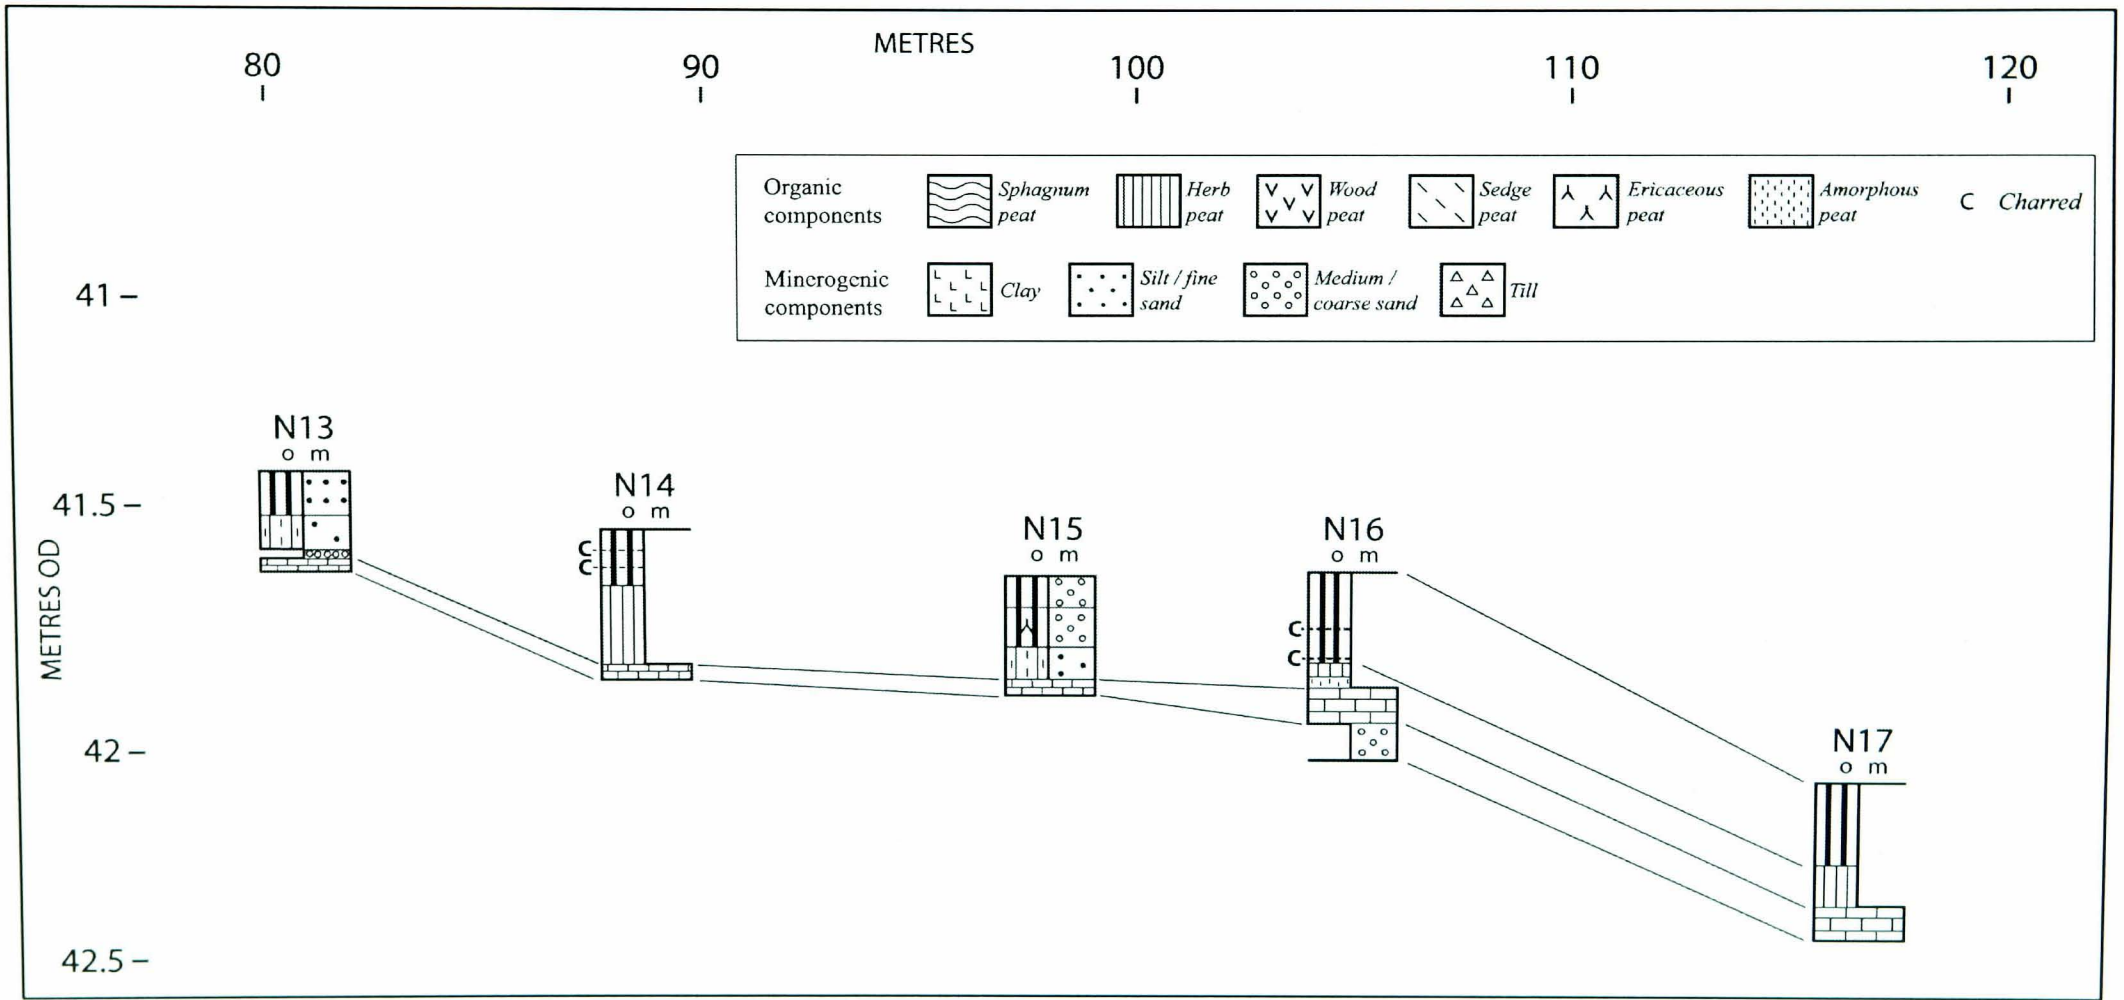 METRES
80 90 100 110 120
Organic components
Sphagnum peat
Herb peat
Wood peat
Sedge peat
Ericaceous peat
Amorphous peat
C Charred
Minerogenic components
Clay
Silt / fine sand
Medium / coarse sand
Till
METRES OD
41
41.5
42
42.5
N13
o m
N14
o m
C
C
N15
o m
N16
o m
C
C
N17
o m